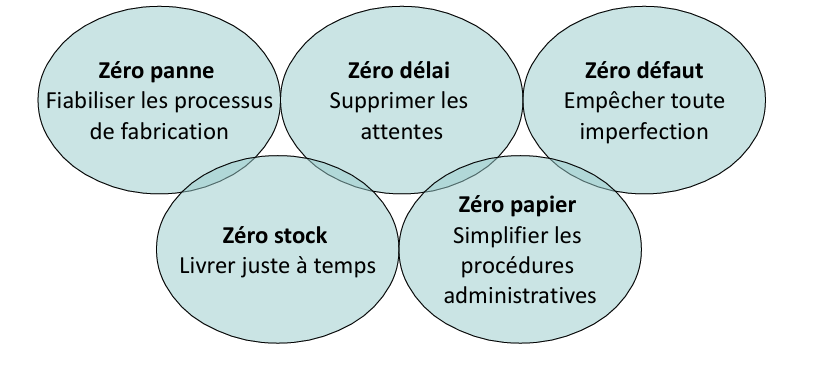 Zéro panne
Fiabiliser les processus
de fabrication
Zéro délai
Supprimer les
attentes
Zéro défaut
Empêcher toute
imperfection
Zéro stock
Livrer juste à temps
Zéro papier
Simplifier les
procédures
administratives